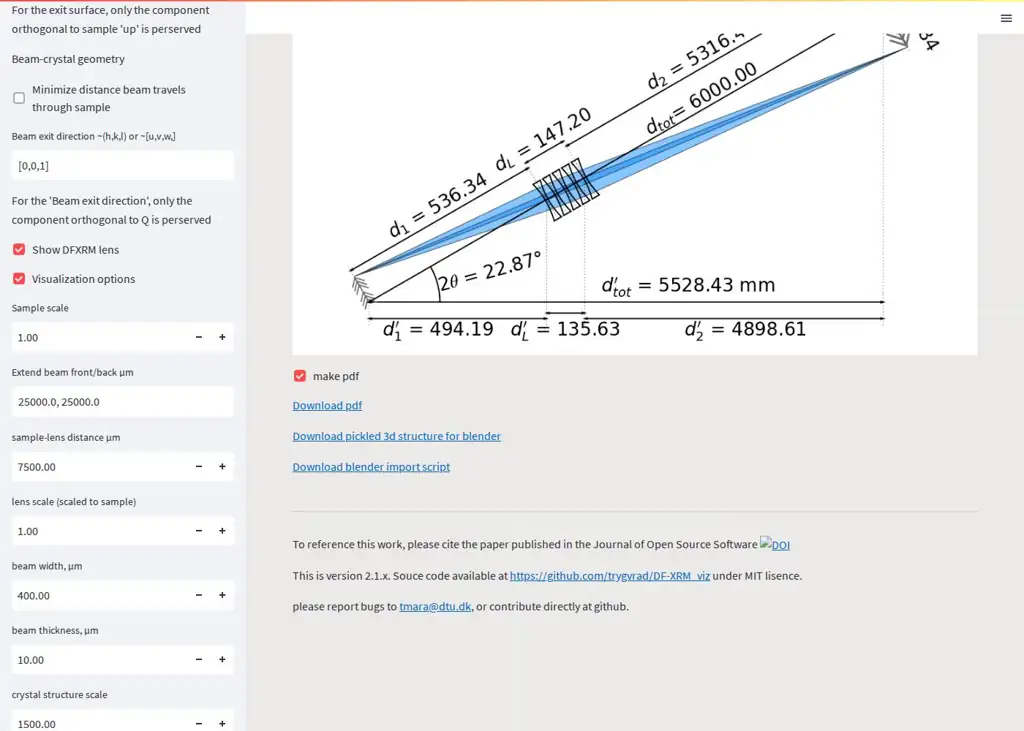 For the exit surface, only the component
orthogonal to sample 'up' is perserved
Beam-crystal geometry
Minimize distance beam travels
through sample
Beam exit direction ~(h,k,l) or ~[u,v,w,]
[0,0,1]
For the 'Beam exit direction', only the
component orthogonal to Q is perserved
Show DFXRM lens
Visualization options
Sample scale
1.00
Extend beam front/back µm
25000.0, 25000.0
sample-lens distance µm
7500.00
lens scale (scaled to sample)
1.00
beam width, µm
400.00
beam thickness, µm
10.00
crystal structure scale
1500.00
d₂ = 5316.4
d_tot = 6000.00
d_L = 147.20
d₁ = 536.34
2θ = 22.87°
d'_tot = 5528.43 mm
d'₁ = 494.19 d'_L = 135.63 d'₂ = 4898.61
make pdf
Download pdf
Download pickled 3d structure for blender
Download blender import script
To reference this work, please cite the paper published in the Journal of Open Source Software DOI
This is version 2.1.x. Souce code available at https://github.com/trygvrad/DF-XRM_viz under MIT lisence.
please report bugs to tmara@dtu.dk, or contribute directly at github.